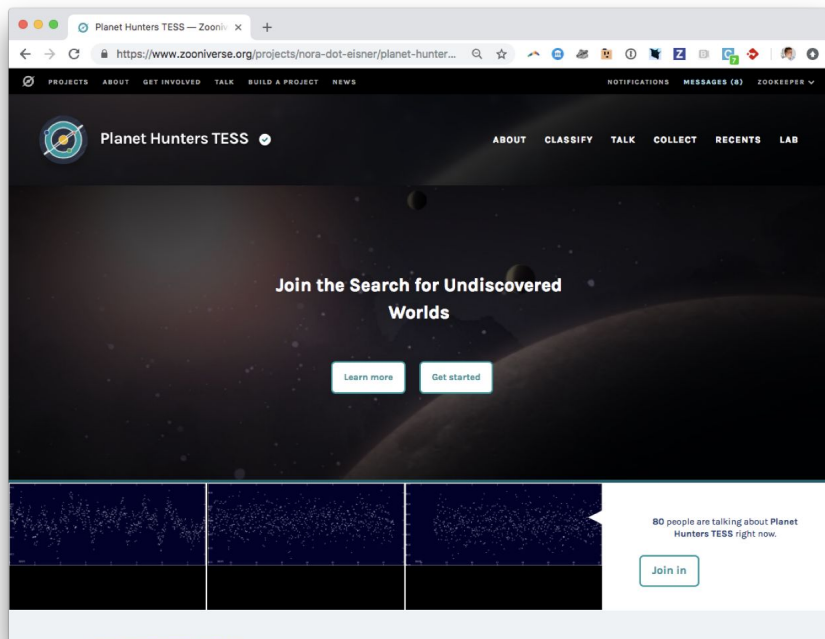 Planet Hunters TESS — Zooniv
https://www.zooniverse.org/projects/nora-dot-eisner/planet-hunter...
PROJECTS ABOUT GET INVOLVED TALK BUILD A PROJECT NEWS NOTIFICATIONS MESSAGES (8) ZOOKEEPER
Planet Hunters TESS ABOUT CLASSIFY TALK COLLECT RECENTS LAB
Join the Search for Undiscovered
Worlds
Learn more Get started
80 people are talking about Planet
Hunters TESS right now.
Join in